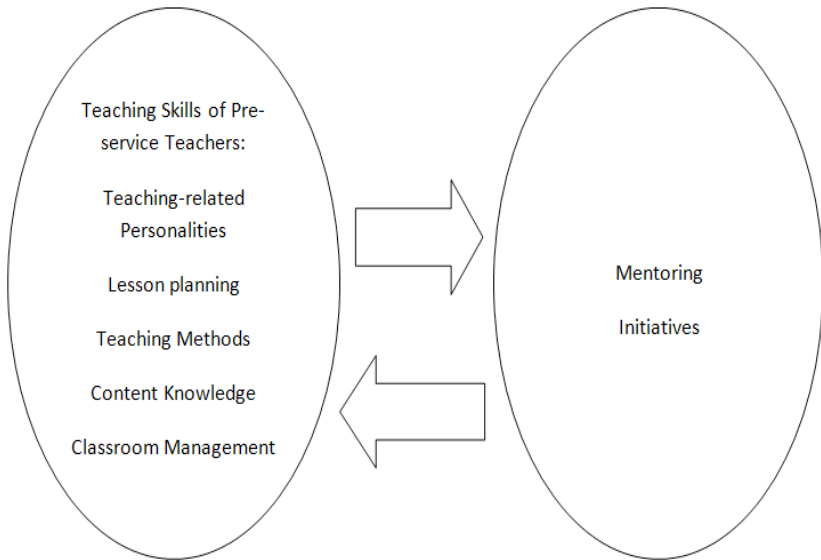 Teaching Skills of Pre-
service Teachers:
Teaching-related
Personalities
Lesson planning
Teaching Methods
Content Knowledge
Classroom Management
Mentoring
Initiatives